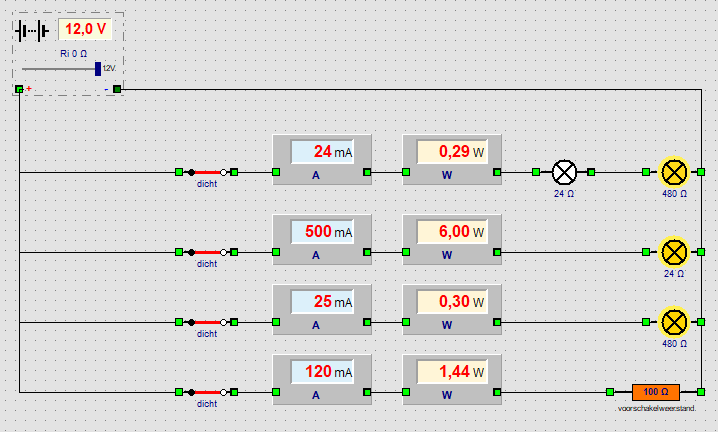 12,0 V
Ri 0 Ω
12V
+ -
24 mA
A
0,29 W
W
dicht
24 Ω
480 Ω
500 mA
A
6,00 W
W
dicht
24 Ω
25 mA
A
0,30 W
W
dicht
480 Ω
120 mA
A
1,44 W
W
dicht
100 Ω
voorschakelweerstand.